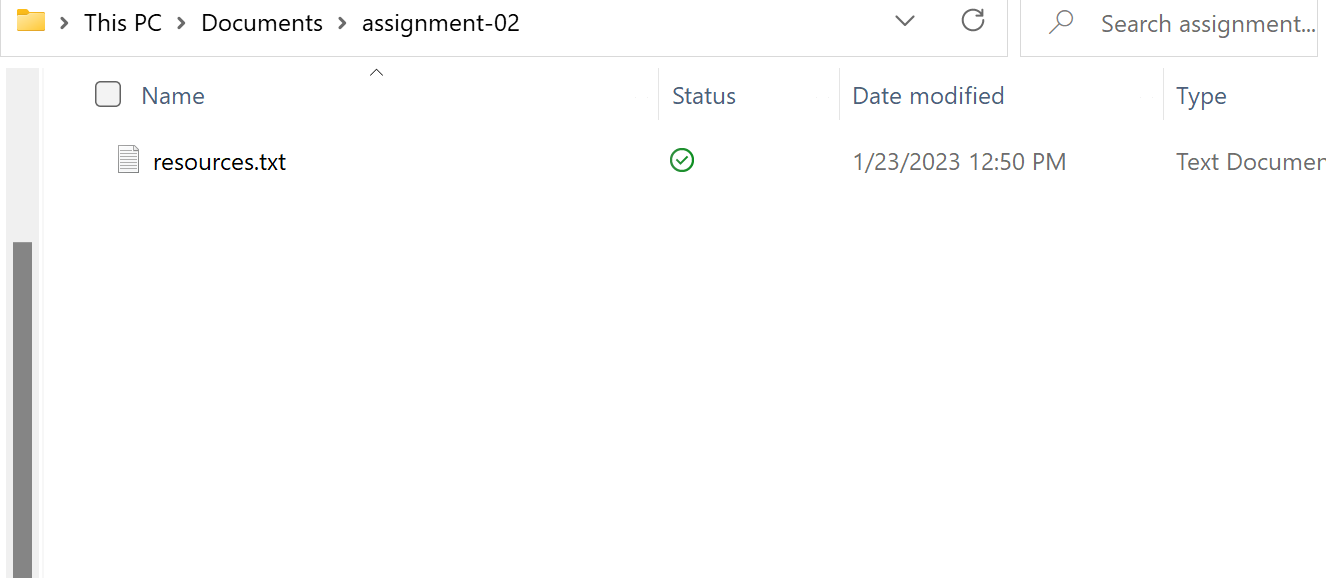 This PC > Documents > assignment-02
Search assignment...
Name Status Date modified Type
resources.txt 1/23/2023 12:50 PM Text Documen